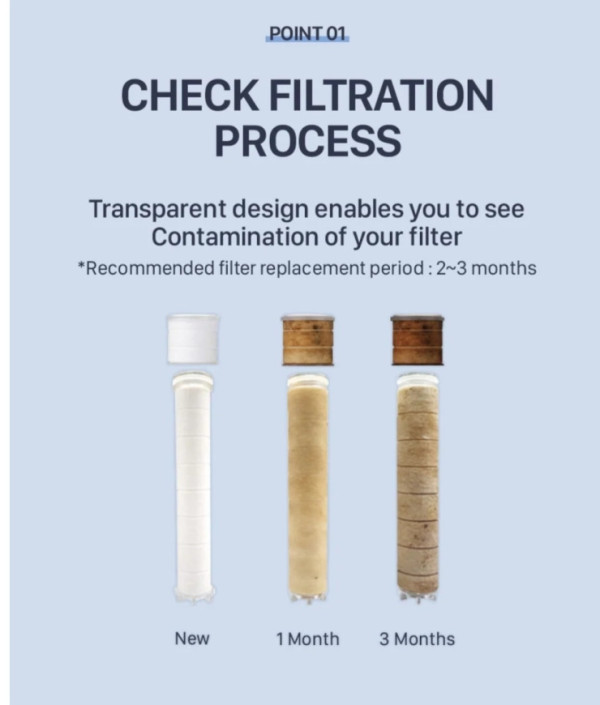 POINT 01
CHECK FILTRATION
PROCESS
Transparent design enables you to see
Contamination of your filter
*Recommended filter replacement period : 2~3 months
New
1 Month
3 Months